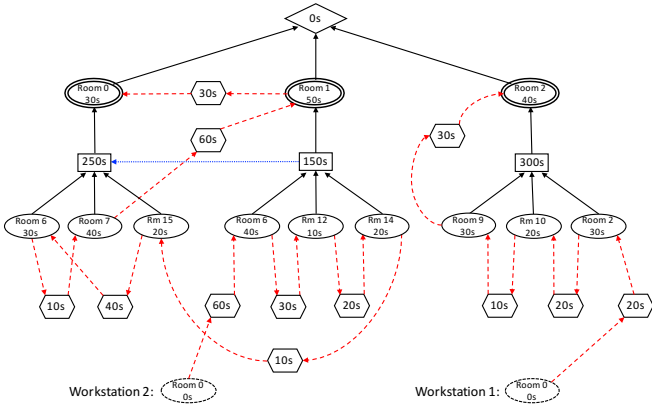 0s
Room 0
30s
30s
Room 1
50s
Room 2
40s
60s
30s
250s
150s
300s
Room 6
30s
Room 7
40s
Rm 15
20s
Room 6
40s
Rm 12
10s
Rm 14
20s
Room 9
30s
Rm 10
20s
Room 2
30s
10s
40s
60s
30s
20s
10s
20s
20s
10s
Workstation 2:
Room 0
0s
Workstation 1:
Room 0
0s